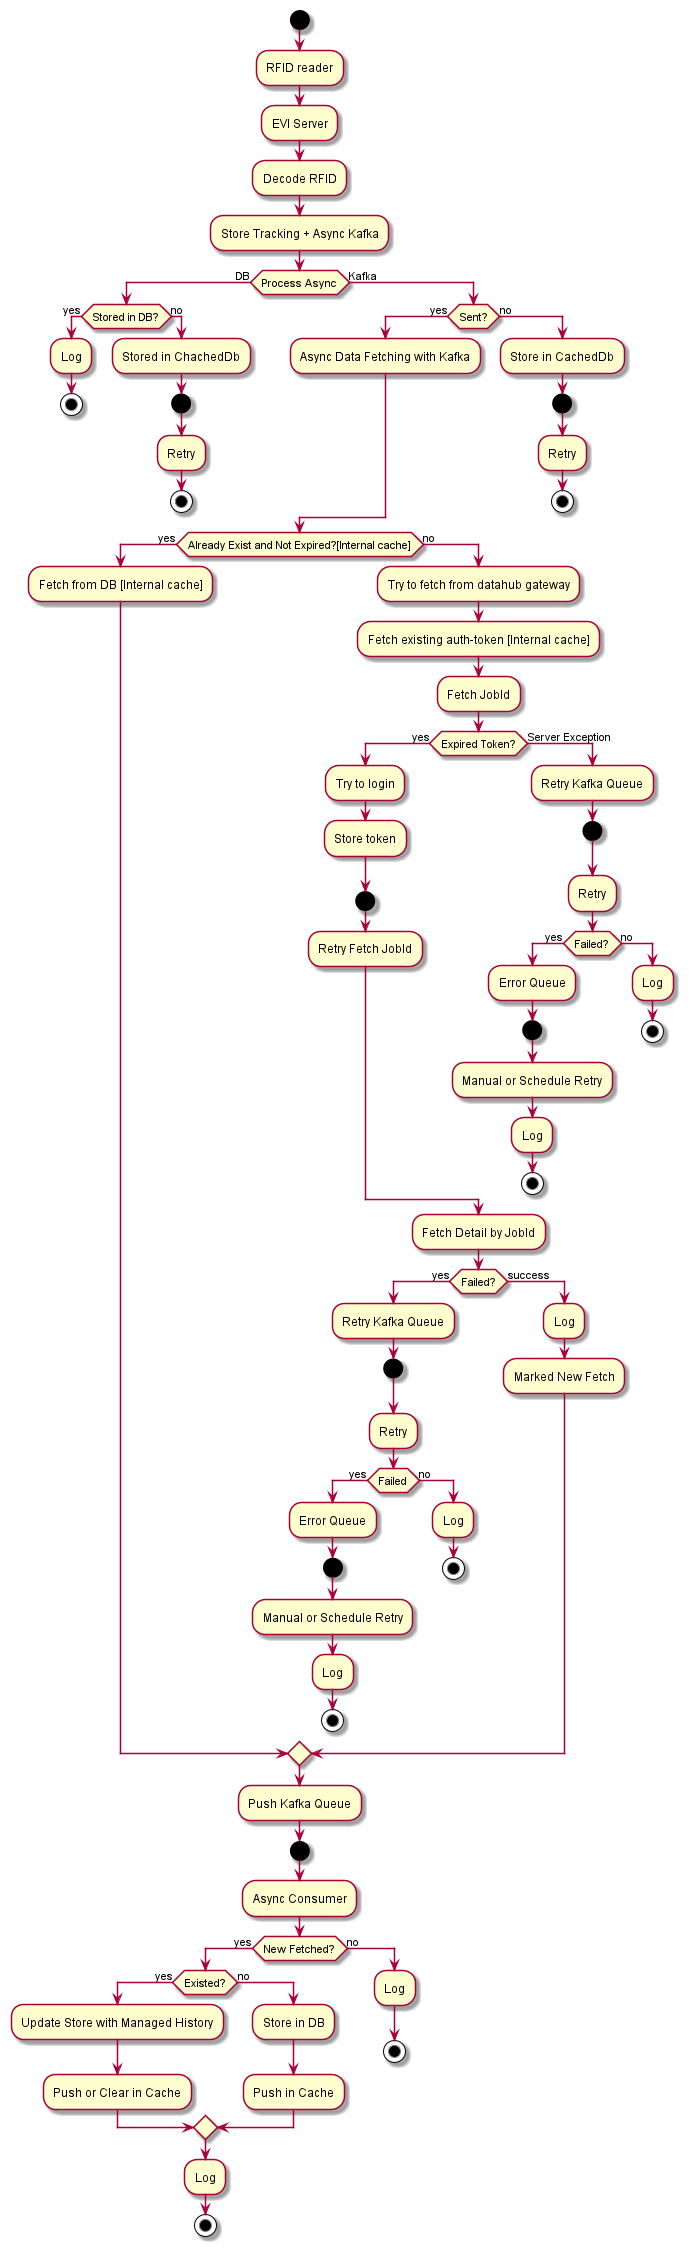 RFID reader
EVI Server
Decode RFID
Store Tracking + Async Kafka
DB
Process Async
Kafka
yes
Stored in DB?
no
yes
Sent?
no
Log
Stored in ChachedDb
Async Data Fetching with Kafka
Store in CachedDb
Retry
Retry
yes
Already Exist and Not Expired?[Internal cache]
no
Fetch from DB [Internal cache]
Try to fetch from datahub gateway
Fetch existing auth-token [Internal cache]
Fetch JobId
yes
Expired Token?
Server Exception
Try to login
Retry Kafka Queue
Store token
Retry
Retry Fetch JobId
yes
Failed?
no
Error Queue
Log
Manual or Schedule Retry
Log
Fetch Detail by JobId
yes
Failed?
success
Retry Kafka Queue
Log
Marked New Fetch
Retry
yes
Failed
no
Error Queue
Log
Manual or Schedule Retry
Log
Push Kafka Queue
Async Consumer
yes
New Fetched?
no
yes
Existed?
no
Log
Update Store with Managed History
Store in DB
Push or Clear in Cache
Push in Cache
Log